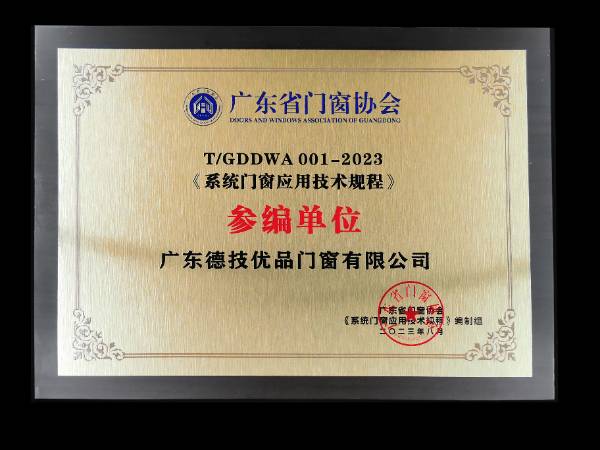 广东省门窗协会
DOORS AND WINDOWS ASSOCIATION OF GUANGDONG
T/GDDWA 001-2023
《系统门窗应用技术规程》
参编单位
广东德技优品门窗有限公司
广东省门窗协会
《系统门窗应用技术规程》编制组
二〇二三年八月